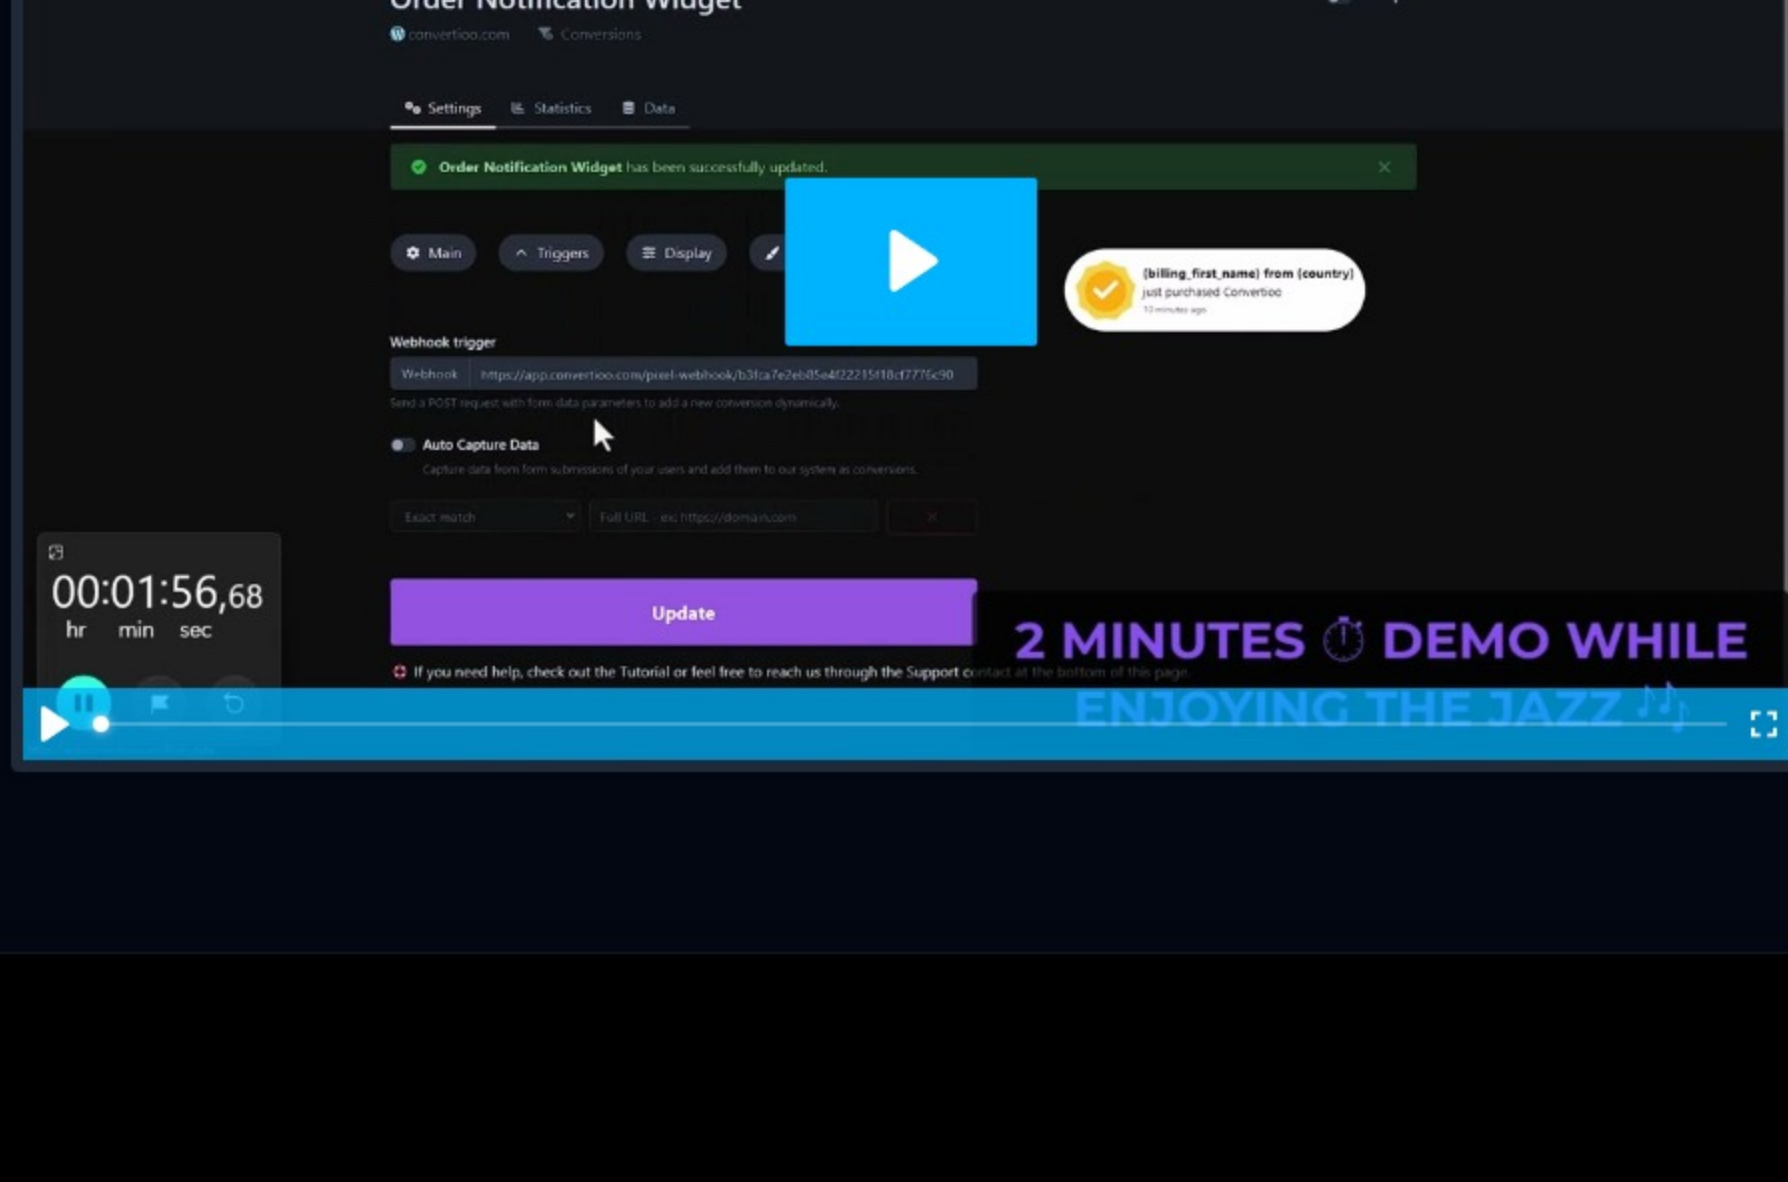 Order Notification Widget
convertioo.com Conversions
Settings Statistics Data
Order Notification Widget has been successfully updated.
Main Triggers Display
{billing_first_name} from {country}
just purchased Convertioo
10 minutes ago
Webhook trigger
Webhook https://app.convertioo.com/pixel-webhook/
Send a POST request with form data parameters to add a new conversion dynamically.
Auto Capture Data
Capture data from form submissions of your users and add them to our system as conversions.
Exact match Full URL - ex: https://domain.com
00:01:56,68
hr min sec
Update
2 MINUTES ⏱ DEMO WHILE
ENJOYING THE JAZZ 🎶
If you need help, check out the Tutorial or feel free to reach us through the Support contact at the bottom of this page.